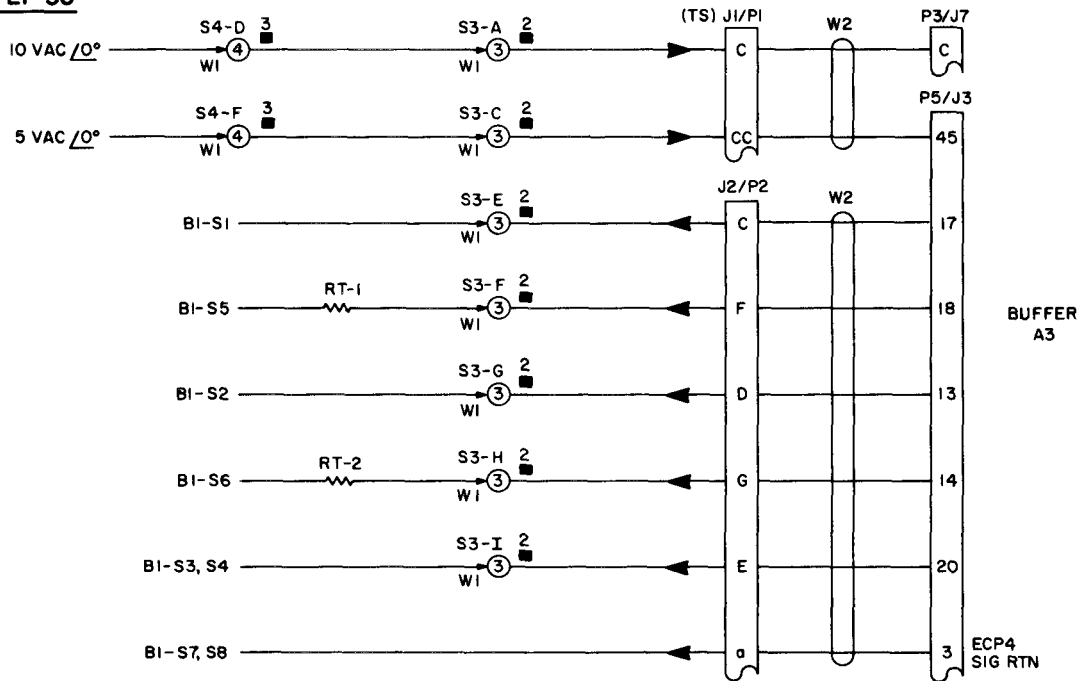 (TS) J1/P1 W2 P3/J7
S4-D 3 S3-A 2
10 VAC /0° 4 3 C C
W1 W1
P5/J3
S4-F 3 S3-C 2
5 VAC /0° 4 3 CC 45
W1 W1
J2/P2 W2
S3-E 2
B1-S1 3 C 17
W1
RT-1 S3-F 2
B1-S5 3 F 18 BUFFER
W1 A3
S3-G 2
B1-S2 3 D 13
W1
RT-2 S3-H 2
B1-S6 3 G 14
W1
S3-I 2
B1-S3, S4 3 E 20
W1
B1-S7, S8 a 3 ECP4
SIG RTN